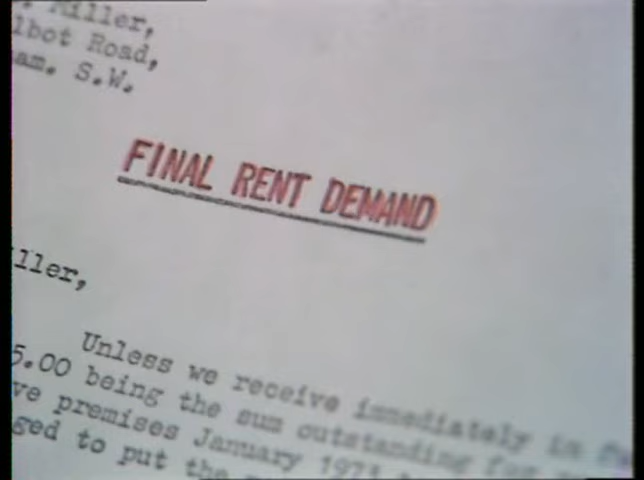 Miller,
lbot Road,
am. S.W.
FINAL RENT DEMAND
ller,
Unless we receive immediately in
5.00 being the sum outstanding for
ve premises January 197
ged to put the